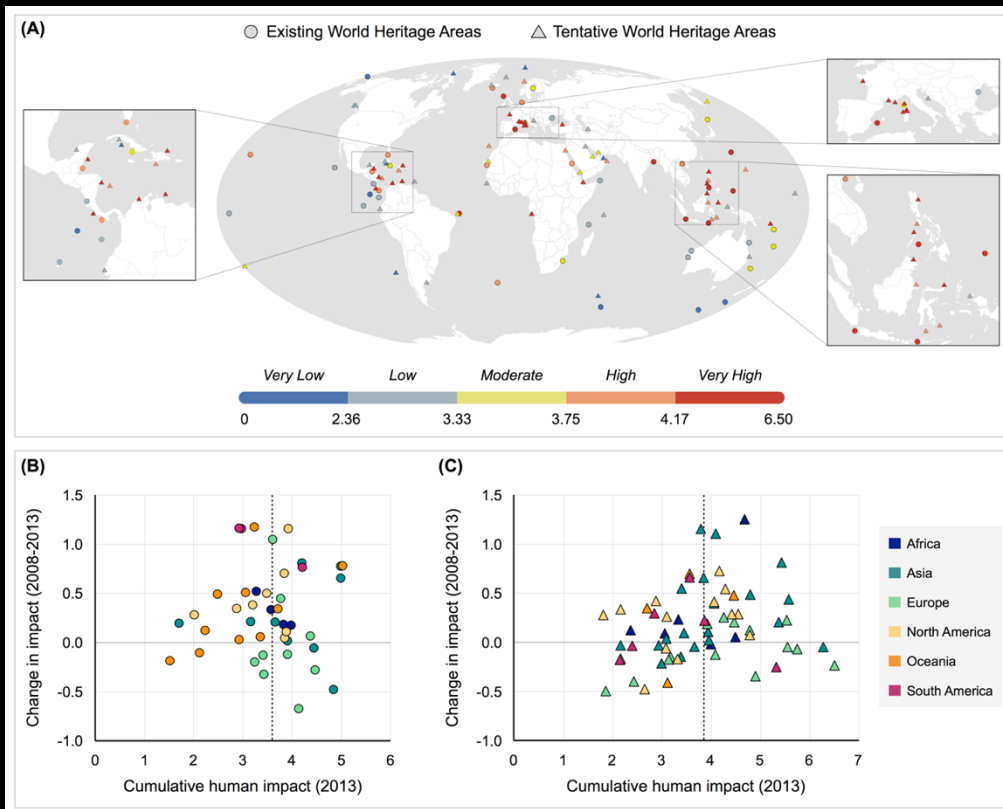 (A)
Existing World Heritage Areas
Tentative World Heritage Areas
Very Low Low Moderate High Very High
0 2.36 3.33 3.75 4.17 6.50
(B)
Change in impact (2008-2013)
1.5
1.0
0.5
0.0
-0.5
-1.0
0 1 2 3 4 5 6
Cumulative human impact (2013)
(C)
Change in impact (2008-2013)
1.5
1.0
0.5
0.0
-0.5
-1.0
0 1 2 3 4 5 6 7
Cumulative human impact (2013)
Africa
Asia
Europe
North America
Oceania
South America